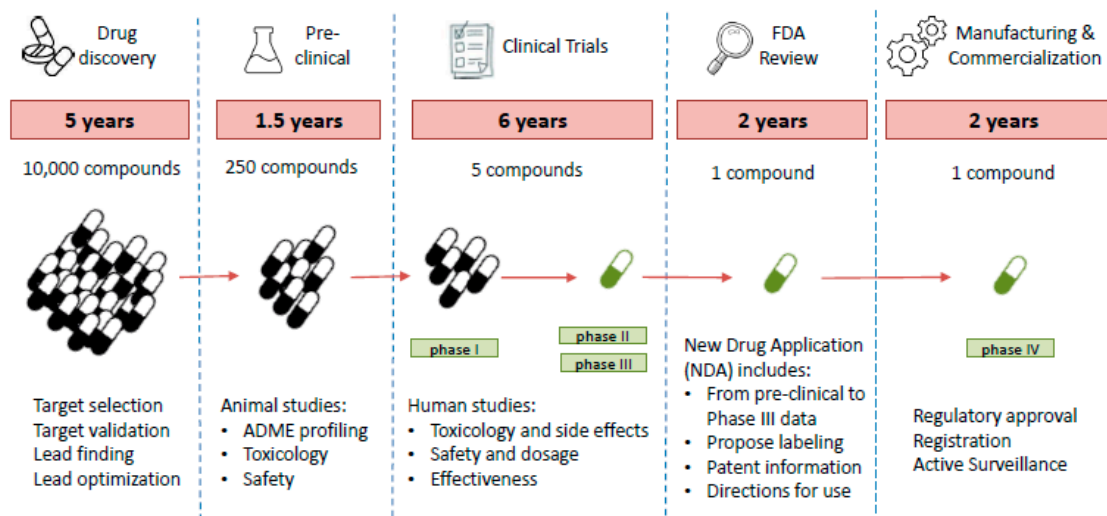 Drug
discovery
5 years
10,000 compounds
Target selection
Target validation
Lead finding
Lead optimization
Pre-
clinical
1.5 years
250 compounds
Animal studies:
• ADME profiling
• Toxicology
• Safety
Clinical Trials
6 years
5 compounds
phase I
phase II
phase III
Human studies:
• Toxicology and side effects
• Safety and dosage
• Effectiveness
FDA
Review
2 years
1 compound
New Drug Application
(NDA) includes:
• From pre-clinical to
Phase III data
• Propose labeling
• Patent information
• Directions for use
Manufacturing &
Commercialization
2 years
1 compound
phase IV
Regulatory approval
Registration
Active Surveillance